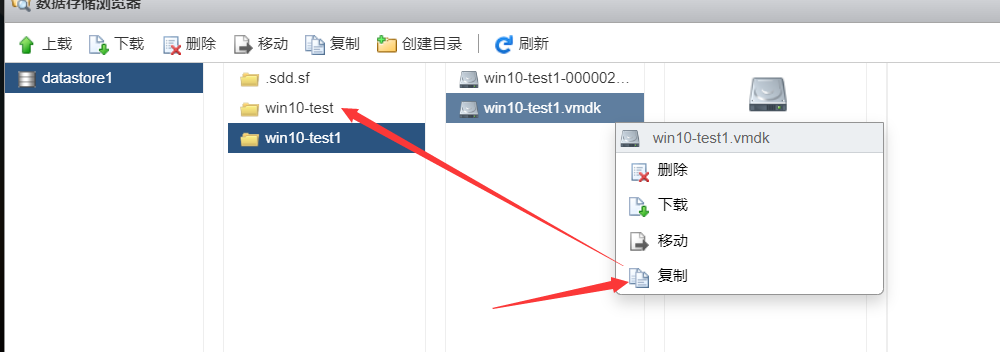 数据存储浏览器
上载 下载 删除 移动 复制 创建目录 刷新
datastore1
.sdd.sf
win10-test
win10-test1
win10-test1-000002...
win10-test1.vmdk
win10-test1.vmdk
删除
下载
移动
复制